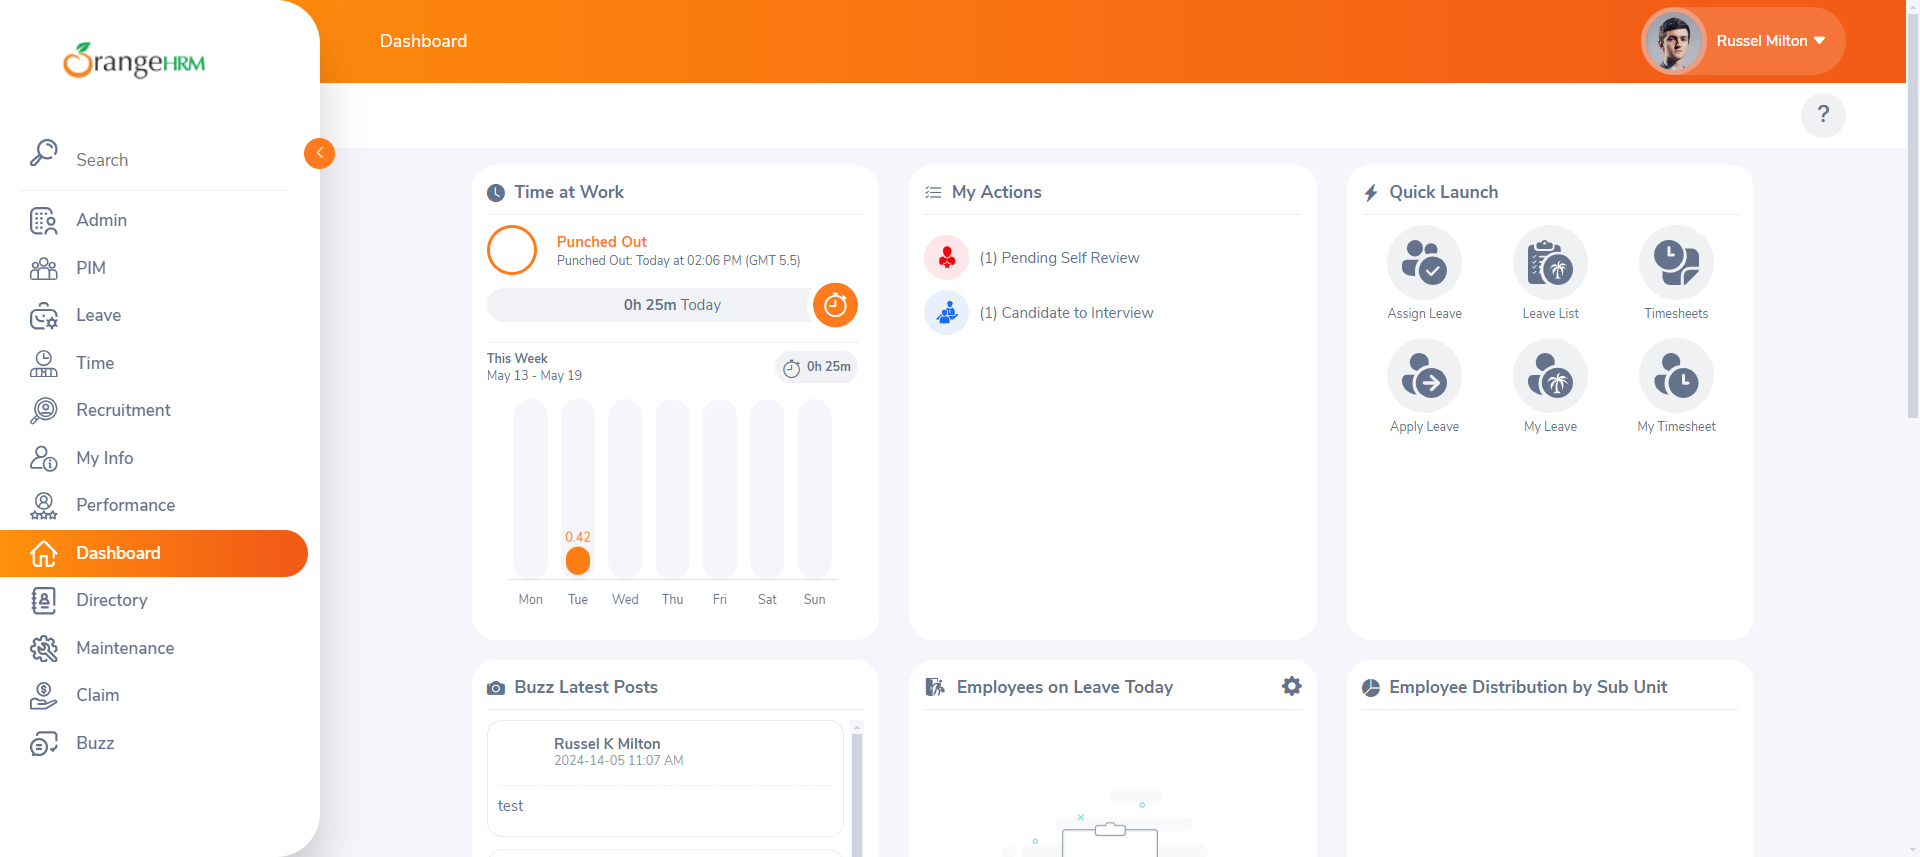 OrangeHRM
Search
Admin
PIM
Leave
Time
Recruitment
My Info
Performance
Dashboard
Directory
Maintenance
Claim
Buzz
Dashboard
Russel Milton
?
Time at Work
Punched Out
Punched Out: Today at 02:06 PM (GMT 5.5)
0h 25m Today
This Week
May 13 - May 19
0h 25m
0.42
Mon Tue Wed Thu Fri Sat Sun
My Actions
(1) Pending Self Review
(1) Candidate to Interview
Quick Launch
Assign Leave Leave List Timesheets
Apply Leave My Leave My Timesheet
Buzz Latest Posts
Russel K Milton
2024-14-05 11:07 AM
test
Employees on Leave Today
Employee Distribution by Sub Unit